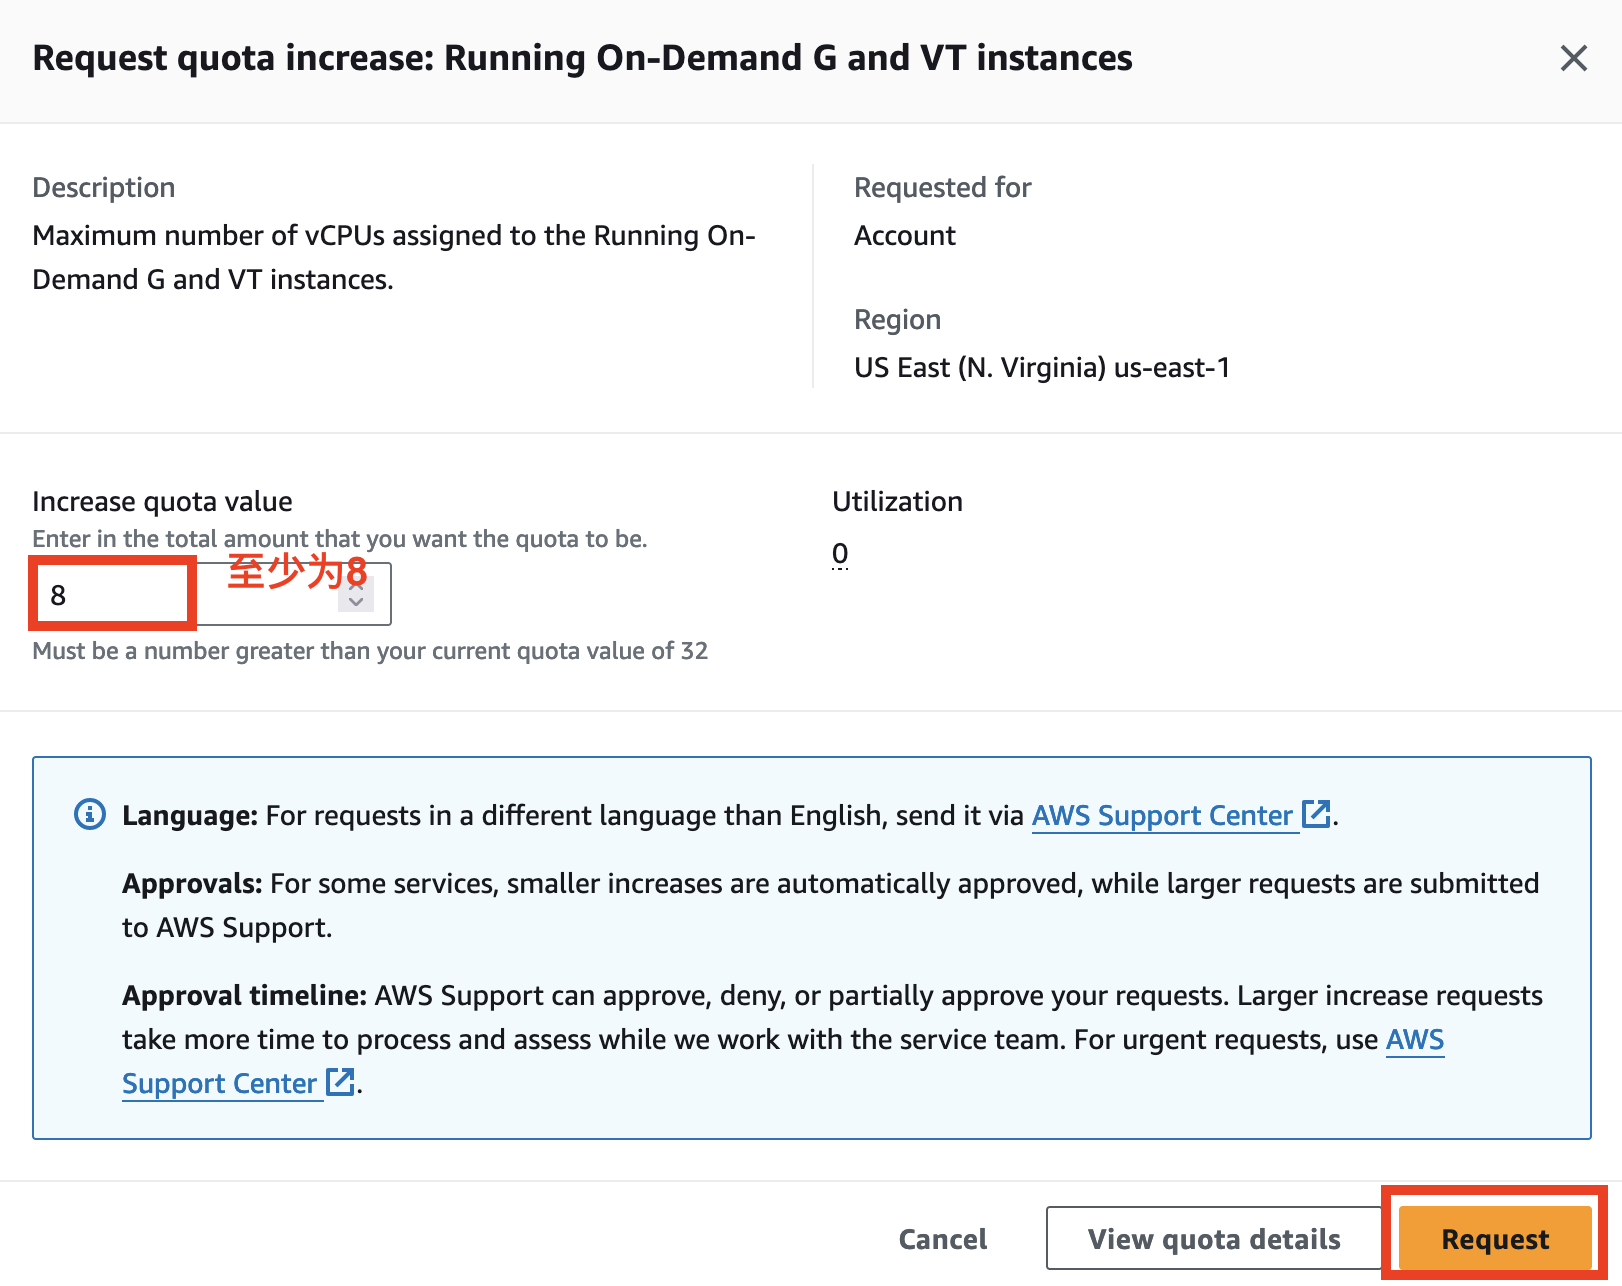 Request quota increase: Running On-Demand G and VT instances
Description
Maximum number of vCPUs assigned to the Running On-
Demand G and VT instances.
Requested for
Account
Region
US East (N. Virginia) us-east-1
Increase quota value
Enter in the total amount that you want the quota to be.
至少为8
8
Must be a number greater than your current quota value of 32
Utilization
0
Language: For requests in a different language than English, send it via AWS Support Center.
Approvals: For some services, smaller increases are automatically approved, while larger requests are submitted
to AWS Support.
Approval timeline: AWS Support can approve, deny, or partially approve your requests. Larger increase requests
take more time to process and assess while we work with the service team. For urgent requests, use AWS
Support Center.
Cancel
View quota details
Request